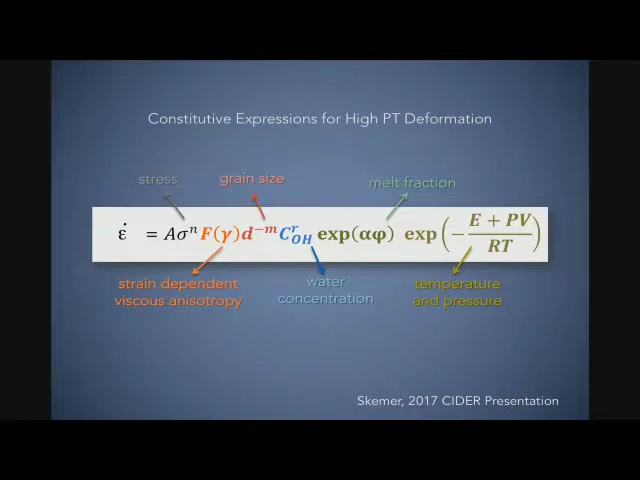 Constitutive Expressions for High PT Deformation
stress
grain size
melt fraction
ε̇ = Aσⁿ F(γ) d⁻ᵐ C_OH^r exp(αφ) exp(−(E + PV)/RT)
strain dependent
viscous anisotropy
water
concentration
temperature
and pressure
Skemer, 2017 CIDER Presentation